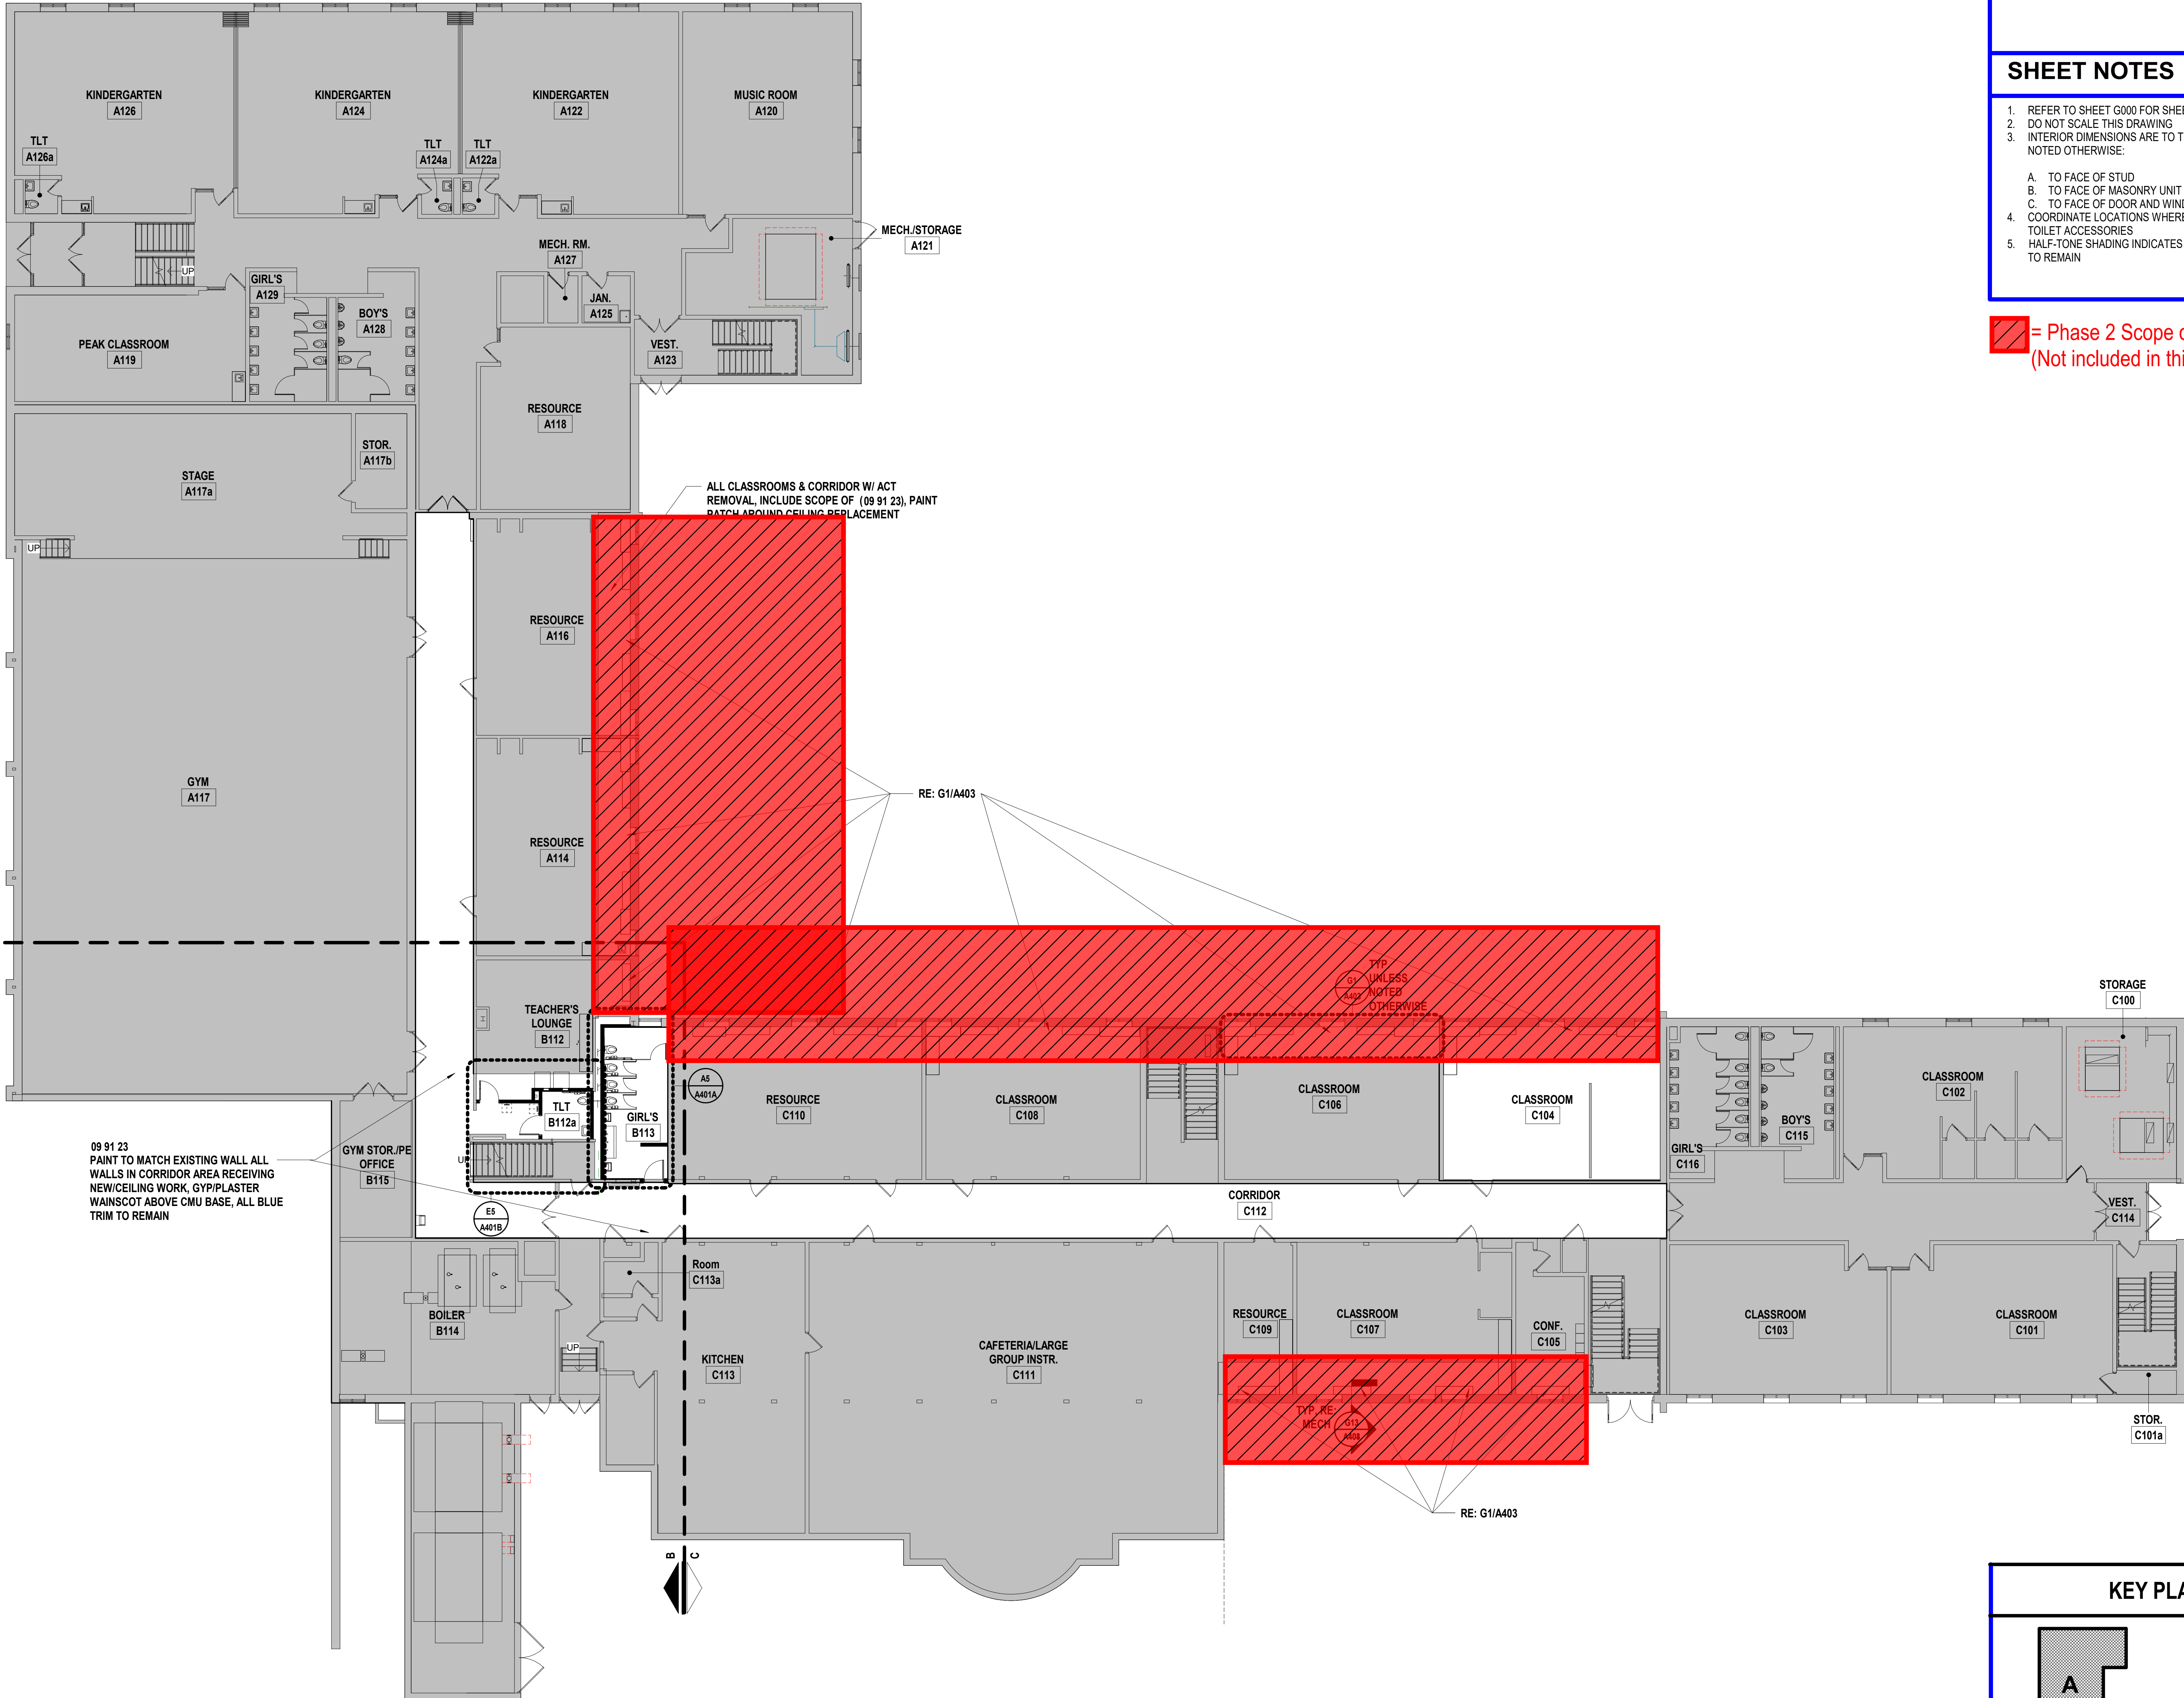 KINDERGARTEN
A126
KINDERGARTEN
A124
KINDERGARTEN
A122
MUSIC ROOM
A120
TLT
A126a
TLT
A124a
TLT
A122a
MECH./STORAGE
A121
MECH. RM.
A127
UP
GIRL'S
A129
BOY'S
A128
JAN.
A125
PEAK CLASSROOM
A119
VEST.
A123
RESOURCE
A118
STOR.
A117b
STAGE
A117a
UP
ALL CLASSROOMS & CORRIDOR W/ ACT
REMOVAL, INCLUDE SCOPE OF (09 91 23), PAINT
PATCH AROUND CEILING REPLACEMENT
RESOURCE
A116
GYM
A117
RE: G1/A403
RESOURCE
A114
TEACHER'S
LOUNGE
B112
TYP
UNLESS
NOTED
OTHERWISE
G1
A403
A5
A401A
TLT
B112a
GIRL'S
B113
RESOURCE
C110
CLASSROOM
C108
CLASSROOM
C106
CLASSROOM
C104
STORAGE
C100
CLASSROOM
C102
BOY'S
C115
GIRL'S
C116
09 91 23
PAINT TO MATCH EXISTING WALL ALL
WALLS IN CORRIDOR AREA RECEIVING
NEW/CEILING WORK, GYP/PLASTER
WAINSCOT ABOVE CMU BASE, ALL BLUE
TRIM TO REMAIN
GYM STOR./PE
OFFICE
B115
UP
E5
A401B
CORRIDOR
C112
VEST.
C114
Room
C113a
BOILER
B114
UP
KITCHEN
C113
CAFETERIA/LARGE
GROUP INSTR.
C111
RESOURCE
C109
CLASSROOM
C107
CONF.
C105
CLASSROOM
C103
CLASSROOM
C101
TYP, RE:
MECH
G13
A408
STOR.
C101a
RE: G1/A403
B
C
SHEET NOTES
1. REFER TO SHEET G000 FOR SHEE
2. DO NOT SCALE THIS DRAWING
3. INTERIOR DIMENSIONS ARE TO T
NOTED OTHERWISE:
A. TO FACE OF STUD
B. TO FACE OF MASONRY UNIT
C. TO FACE OF DOOR AND WIN
4. COORDINATE LOCATIONS WHERE
TOILET ACCESSORIES
5. HALF-TONE SHADING INDICATES
TO REMAIN
= Phase 2 Scope
(Not included in thi
KEY PLA
A